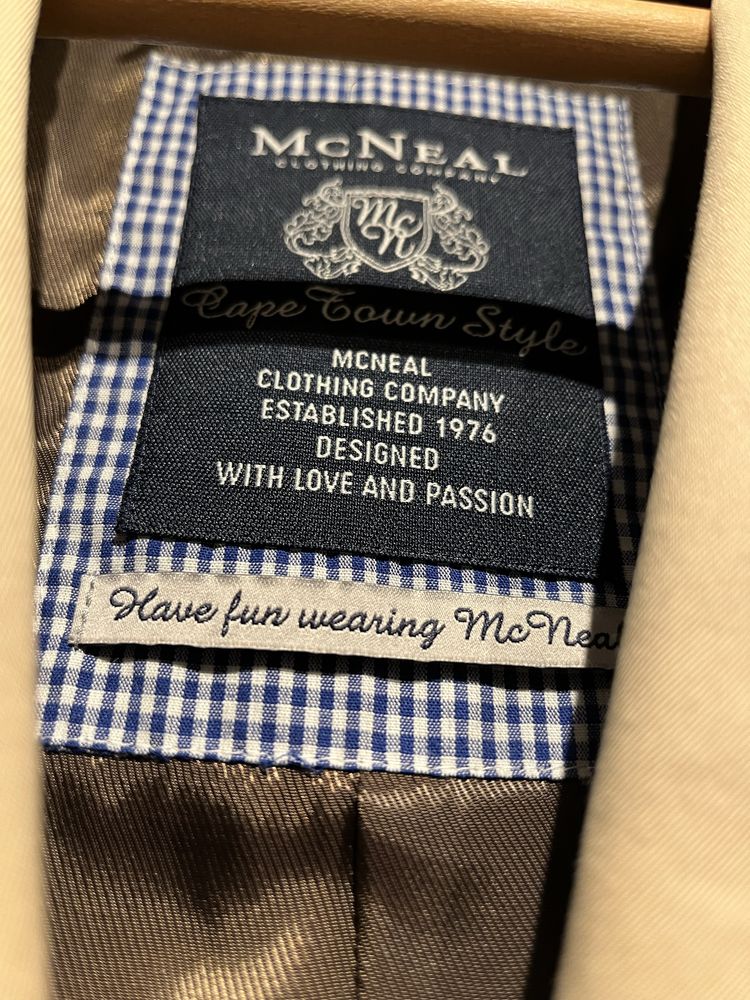 McNEAL
CLOTHING COMPANY
McN
Cape Town Style
MCNEAL
CLOTHING COMPANY
ESTABLISHED 1976
DESIGNED
WITH LOVE AND PASSION
Have fun wearing McNeal